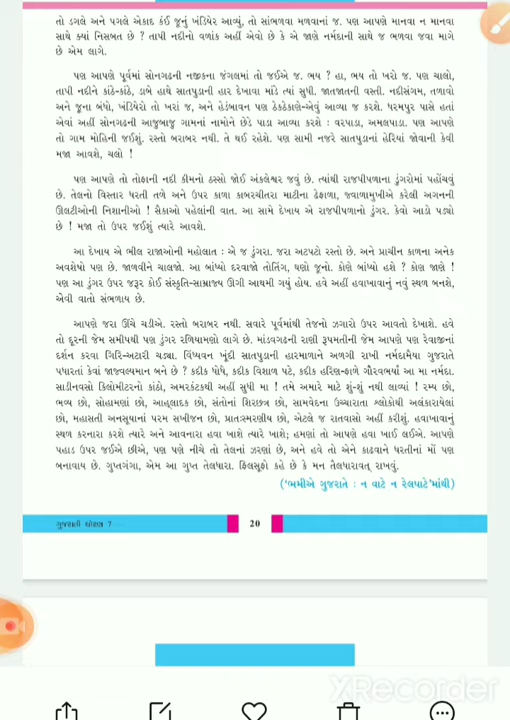 તો ડગલે અને પગલે એકાદ કંઈ જૂનું ખંડિયેર આવ્યું, તો સાંભળવા મળવાનાં જ. પણ આપણે માનવા ન માનવા
સાથે ક્યાં નિસબત છે ? તાપી નદીનો વળાંક અહીં એવો છે કે એ જાણે નર્મદાની સાથે જ ભળવા જવા માગે
છે એમ લાગે.
પણ આપણે પૂર્વમાં સોનગઢની નજીકના જંગલમાં તો જઈએ જ. ભય ? હા, ભય તો ખરો જ. પણ ચાલો,
તાપી નદીને કાંઠે-કાંઠે, ડાબે હાથે સાતપુડાની હાર દેખાવા માંડે ત્યાં સુધી. જાતજાતની વસ્તી. નદીસંગમ, તળાવો
અને જૂના બંધો, ખંડિયેરો તો ખરાં જ, અને હેડંબાવન પણ ઠેકઠેકાણે-એવું આવ્યા જ કરશે. ધરમપુર પાસે હતાં
એવાં અહીં સોનગઢની આજુબાજુ ગામનાં નામોને છેડે પાડા આવ્યા કરશે : વરપાડા, અમલપાડા. પણ આપણે
તો ગામ મોહિની જઈશું. રસ્તો બરાબર નથી. તે થઈ રહેશે. પણ સામી નજરે સાતપુડાનાં હેરિયાં જોવાની કેવી
મજા આવશે, ચલો !
પણ આપણે તો તોફાની નદી કીમનો ઠસ્સો જોઈ અંકલેશ્વર જવું છે. ત્યાંથી રાજપીપળાના ડુંગરોમાં પહોંચવું
છે. તેલનો વિસ્તાર ધરતી તળે અને ઉપર કાળા કાબરચીતરા માટીના ઢેફાળા, જ્વાળામુખીએ કરેલી અગનની
ઊલટીઓની નિશાનીઓ ! સૈકાઓ પહેલાંની વાત. આ સામે દેખાય એ રાજપીપળાનો ડુંગર. કેવો આડો પડ્યો
છે ! મજા તો ઉપર જઈશું ત્યારે આવશે.
આ દેખાય એ ભીલ રાજાઓની મહોલાત : એ જ ડુંગરા. જરા અટપટો રસ્તો છે. અને પ્રાચીન કાળના અનેક
અવશેષો પણ છે. જાળવીને ચાલજો. આ બાંધ્યો દરવાજો તોતિંગ, ઘણો જૂનો. કોણે બાંધ્યો હશે ? કોણ જાણે !
પણ આ ડુંગર ઉપર જરૂર કોઈ સંસ્કૃતિ-સામ્રાજ્ય ઊગી આથમી ગયું હોય. હવે અહીં હવાખાવાનું નવું સ્થળ બનશે,
એવી વાતો સંભળાય છે.
આપણે જરા ઊંચે ચડીએ. રસ્તો બરાબર નથી. સવારે પૂર્વમાંથી તેજનો ઝગારો ઉપર આવતો દેખાશે. હવે
તો દૂરની જેમ સમીપથી પણ ડુંગર રળિયામણો લાગે છે. માંડવગઢની રાણી રૂપમતીની જેમ આપણે પણ રેવાજીનાં
દર્શન કરવા ગિરિ-અટારી ચડ્યા. વિંધ્યવન ખૂંદી સાતપુડાની હારમાળાને અળગી રાખી નર્મદામૈયા ગુજરાતે
પધારતાં કેવાં જાજ્વલ્યમાન બને છે ? કદીક ધોધે, કદીક વિશાળ પટે, કદીક હરિણ-ફાળે ગૌરવભર્યાં આ મા નર્મદા.
સાડીનવસો કિલોમીટરનો કાંઠો, અમરકંટકથી અહીં સુધી મા ! તમે અમારે માટે શું-શું નથી લાવ્યાં ! રમ્ય છો,
ભવ્ય છો, સોહામણાં છો, આહ્લાદક છો, સંતોનાં શિરછત્ર છો, સામવેદના ઉચ્ચારાતા શ્લોકોથી અલંકારાયેલાં
છો, મહાસતી અનસૂયાનાં પરમ સખીજન છો, પ્રાતઃસ્મરણીય છો, એટલે જ રાતવાસો અહીં કરીશું. હવાખાવાનું
સ્થળ કરનારા કરશે ત્યારે અને આવનારા હવા ખાશે ત્યારે ખાશે; હમણાં તો આપણે હવા ખાઈ લઈએ. આપણે
પહાડ ઉપર જઈએ છીએ, પણ પણે નીચે તો તેલનાં ઝરણાં છે, અને હવે તો એને કાઢવાને ધરતીનાં મોં પણ
બનાવાય છે. ગુપ્તગંગા, એમ આ ગુપ્ત તેલધારા. ફિલસૂફો કહે છે કે મન તેલધારાવત્ રાખવું.
('ભમીએ ગુજરાતે : ન વાટે ન રેલપાટે'માંથી)
ગુજરાતી ધોરણ 7
20
XRecorder